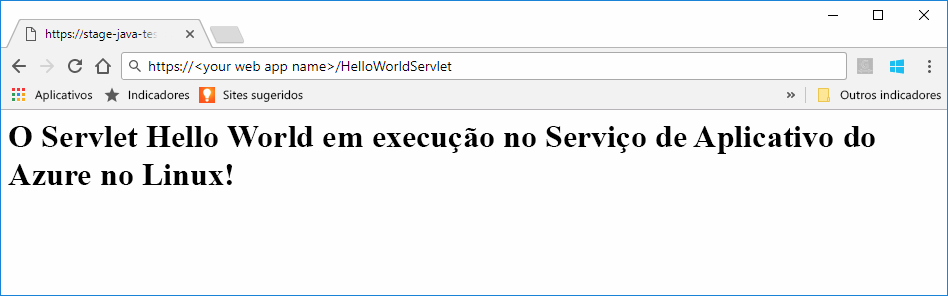 https://stage-java-tes
https://<your web app name>/HelloWorldServlet
Aplicativos Indicadores Sites sugeridos » Outros indicadores
O Servlet Hello World em execução no Serviço de Aplicativo do
Azure no Linux!